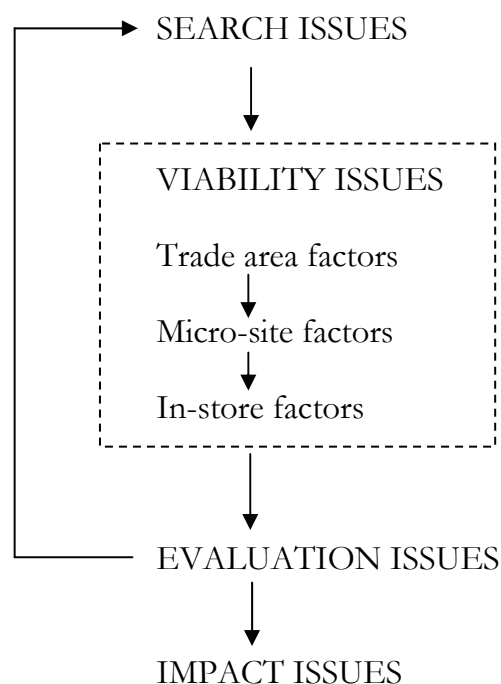 SEARCH ISSUES
VIABILITY ISSUES
Trade area factors
Micro-site factors
In-store factors
EVALUATION ISSUES
IMPACT ISSUES